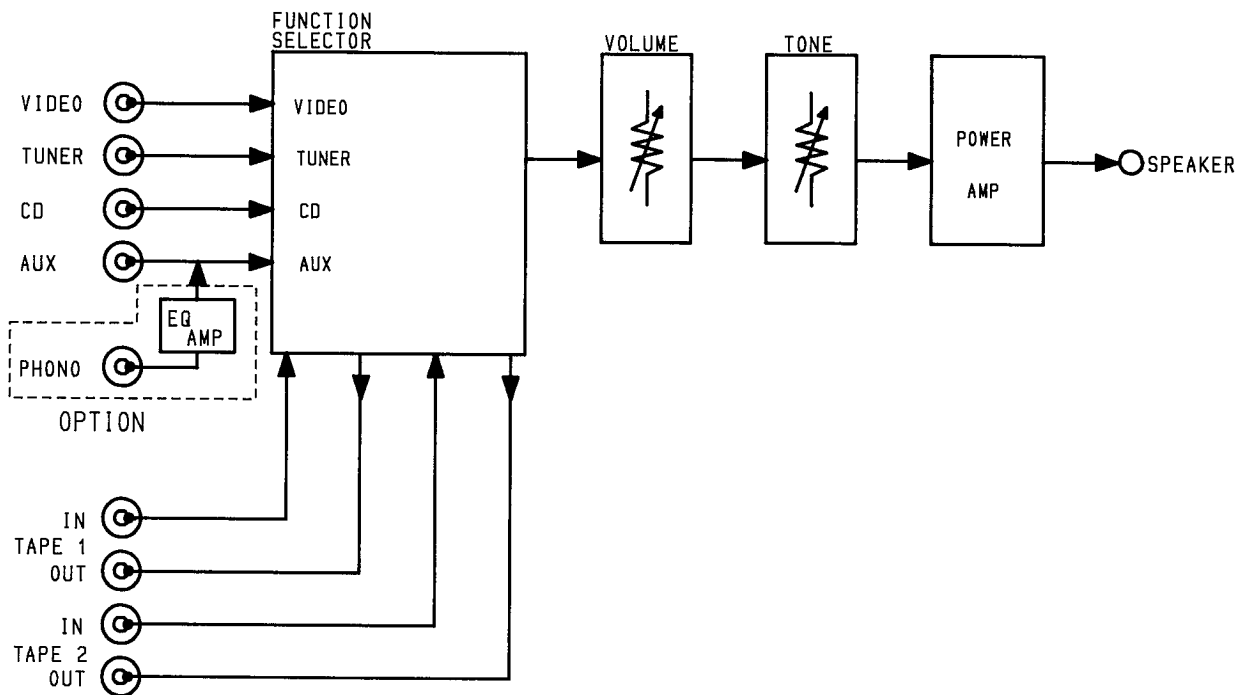 FUNCTION
SELECTOR
VOLUME
TONE
VIDEO
VIDEO
TUNER
TUNER
CD
CD
AUX
AUX
POWER
AMP
SPEAKER
EQ
AMP
PHONO
OPTION
IN
TAPE 1
OUT
IN
TAPE 2
OUT